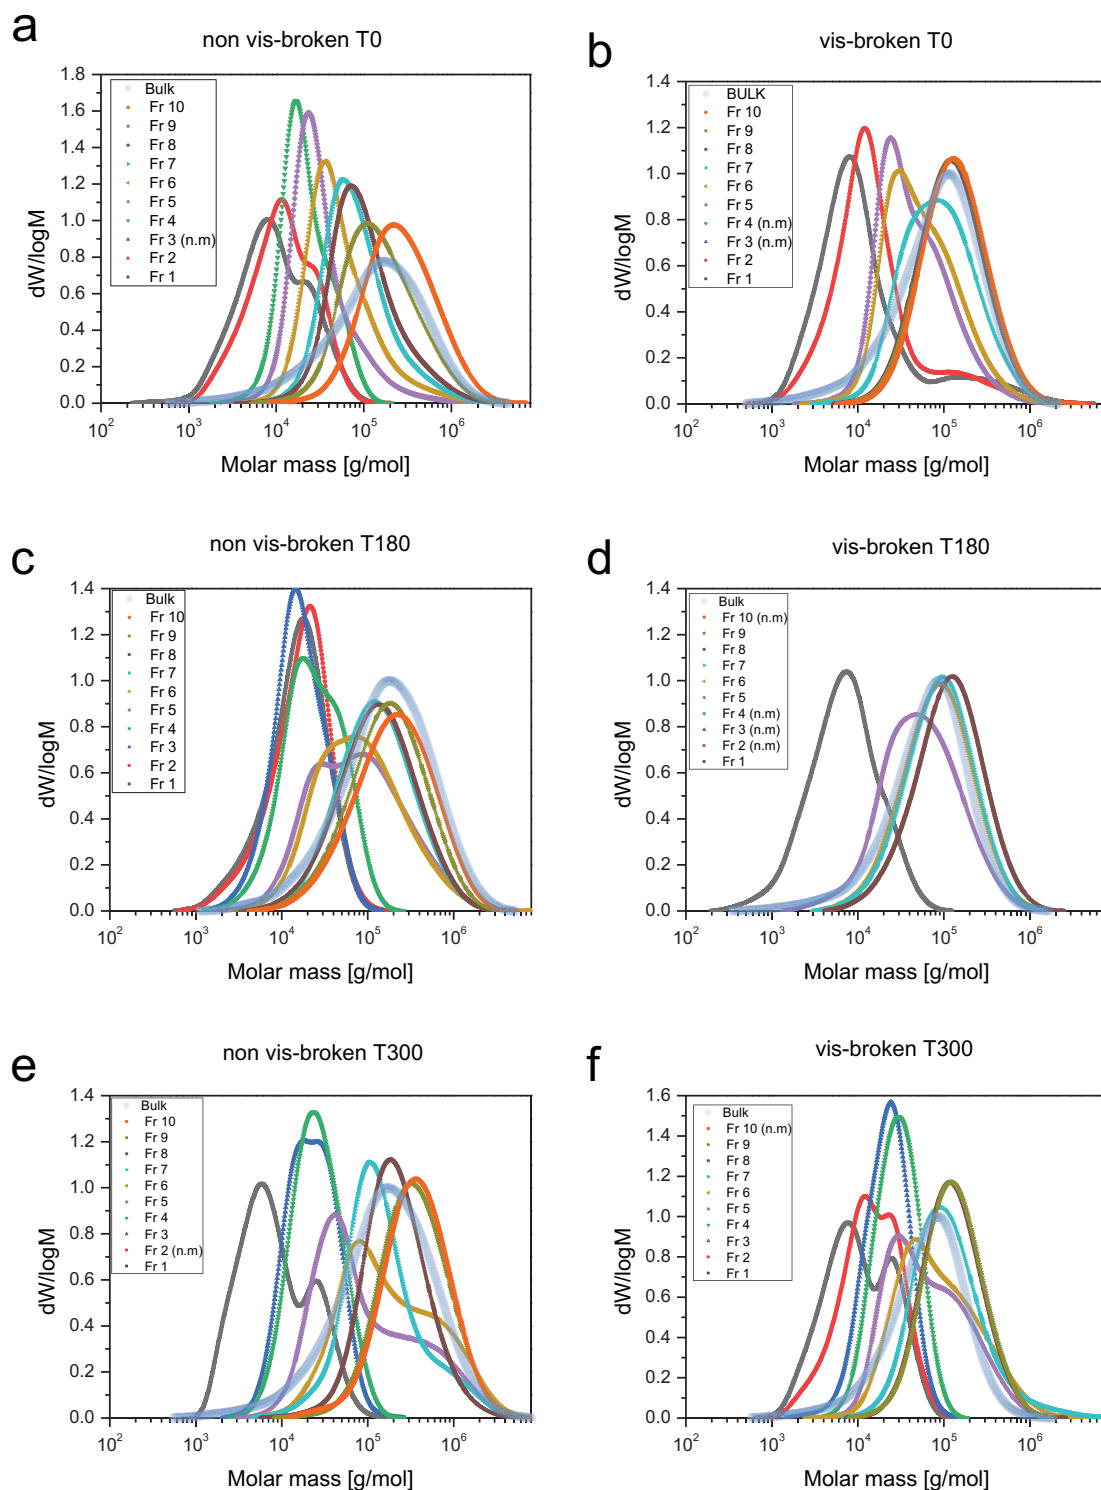 a
non vis-broken T0
1.8
1.6
1.4
1.2
1.0
0.8
0.6
0.4
0.2
0.0
dW/logM
Bulk
Fr 10
Fr 9
Fr 8
Fr 7
Fr 6
Fr 5
Fr 4
Fr 3 (n.m)
Fr 2
Fr 1
10^2 10^3 10^4 10^5 10^6
Molar mass [g/mol]
b
vis-broken T0
1.4
1.2
1.0
0.8
0.6
0.4
0.2
0.0
dW/logM
BULK
Fr 10
Fr 9
Fr 8
Fr 7
Fr 6
Fr 5
Fr 4 (n.m)
Fr 3 (n.m)
Fr 2
Fr 1
10^2 10^3 10^4 10^5 10^6
Molar mass [g/mol]
c
non vis-broken T180
1.4
1.2
1.0
0.8
0.6
0.4
0.2
0.0
dW/logM
Bulk
Fr 10
Fr 9
Fr 8
Fr 7
Fr 6
Fr 5
Fr 4
Fr 3
Fr 2
Fr 1
10^2 10^3 10^4 10^5 10^6
Molar mass [g/mol]
d
vis-broken T180
1.4
1.2
1.0
0.8
0.6
0.4
0.2
0.0
dW/logM
Bulk
Fr 10 (n.m)
Fr 9
Fr 8
Fr 7
Fr 6
Fr 5
Fr 4 (n.m)
Fr 3 (n.m)
Fr 2 (n.m)
Fr 1
10^2 10^3 10^4 10^5 10^6
Molar mass [g/mol]
e
non vis-broken T300
1.4
1.2
1.0
0.8
0.6
0.4
0.2
0.0
dW/logM
Bulk
Fr 10
Fr 9
Fr 8
Fr 7
Fr 6
Fr 5
Fr 4
Fr 3
Fr 2 (n.m)
Fr 1
10^2 10^3 10^4 10^5 10^6
Molar mass [g/mol]
f
vis-broken T300
1.6
1.4
1.2
1.0
0.8
0.6
0.4
0.2
0.0
dW/logM
Bulk
Fr 10 (n.m)
Fr 9
Fr 8
Fr 7
Fr 6
Fr 5
Fr 4
Fr 3
Fr 2
Fr 1
10^2 10^3 10^4 10^5 10^6
Molar mass [g/mol]